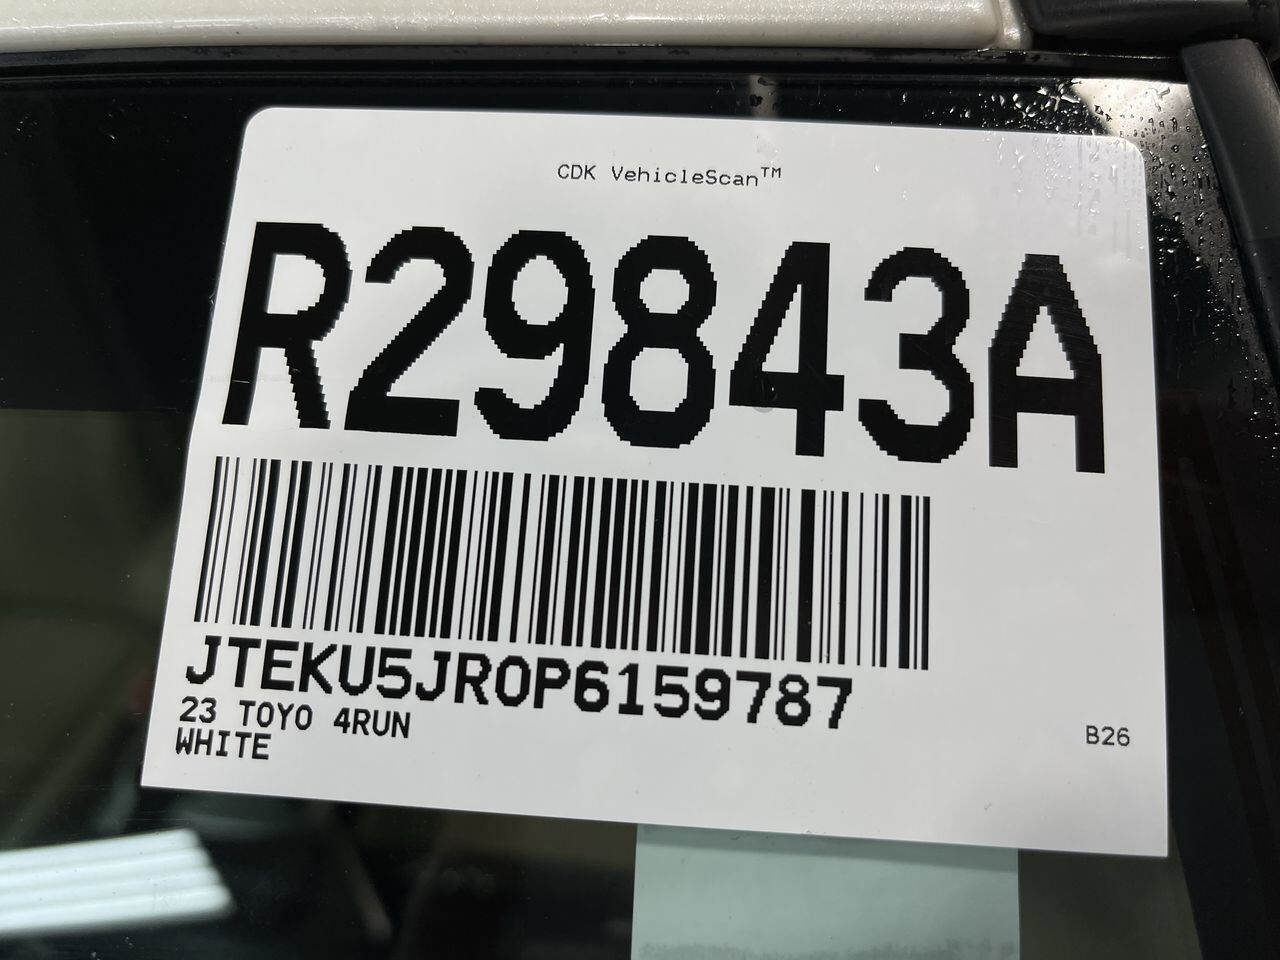 CDK VehicleScan™
R29843A
JTEKU5JR0P6159787
23 TOYO 4RUN
WHITE
B26